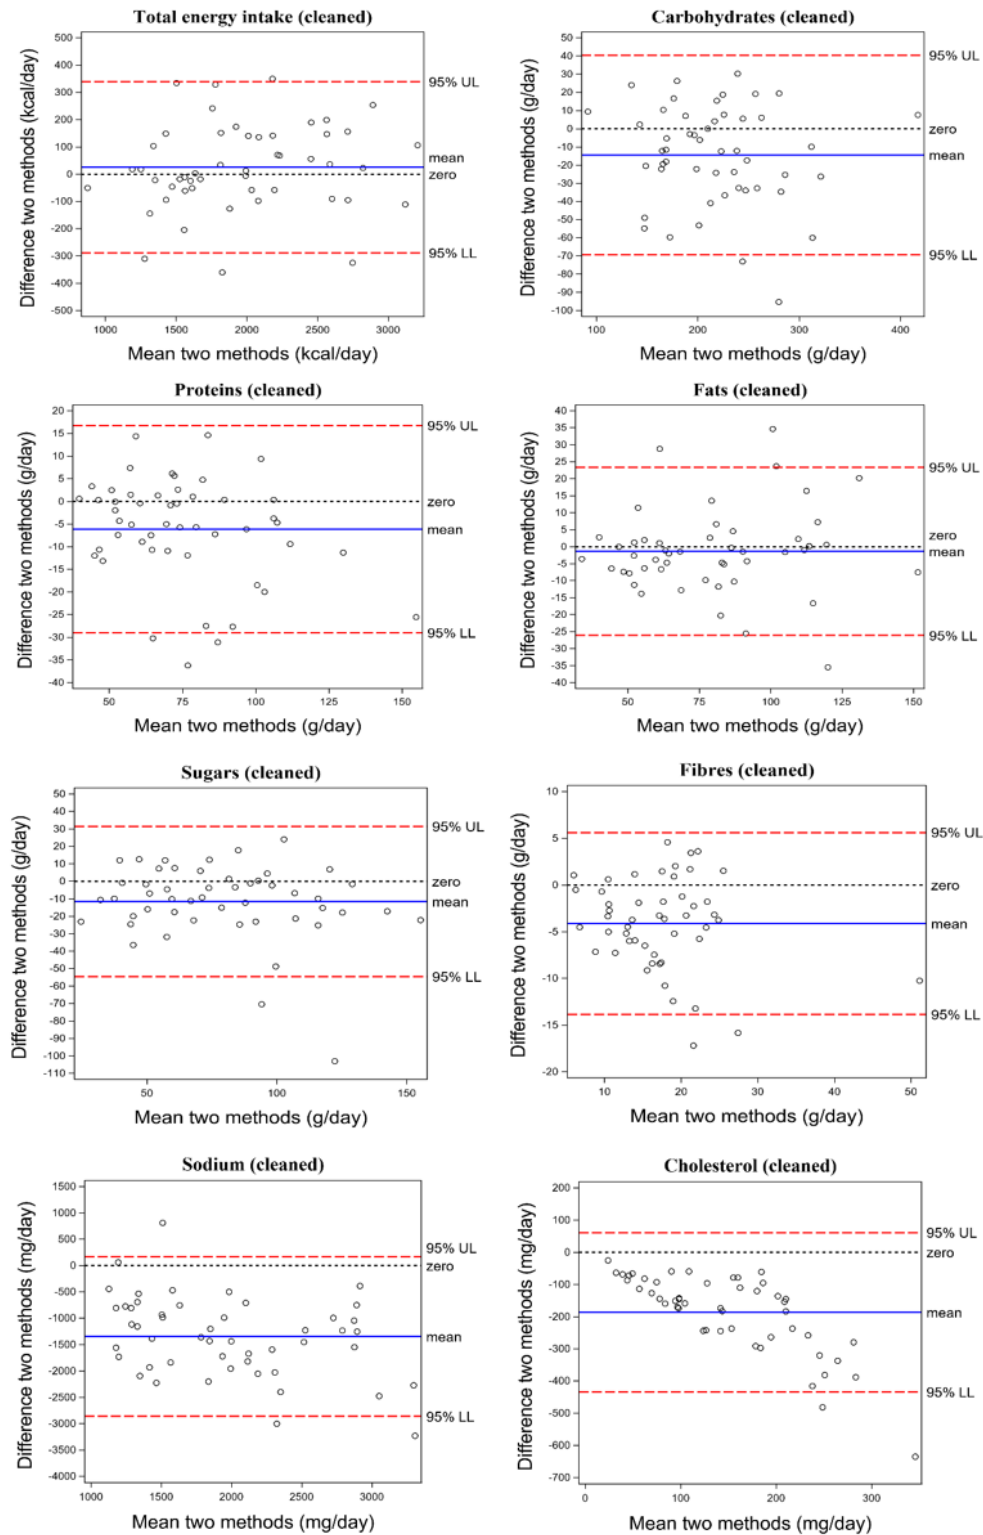 Total energy intake (cleaned)
Difference two methods (kcal/day)
500
400
300
200
100
0
-100
-200
-300
-400
-500
95% UL
mean
zero
95% LL
1000 1500 2000 2500 3000
Mean two methods (kcal/day)
Carbohydrates (cleaned)
Difference two methods (g/day)
50
40
30
20
10
0
-10
-20
-30
-40
-50
-60
-70
-80
-90
-100
95% UL
zero
mean
95% LL
100 200 300 400
Mean two methods (g/day)
Proteins (cleaned)
Difference two methods (g/day)
20
15
10
5
0
-5
-10
-15
-20
-25
-30
-35
-40
95% UL
zero
mean
95% LL
50 75 100 125 150
Mean two methods (g/day)
Fats (cleaned)
Difference two methods (g/day)
40
35
30
25
20
15
10
5
0
-5
-10
-15
-20
-25
-30
-35
-40
95% UL
zero
mean
95% LL
50 75 100 125 150
Mean two methods (g/day)
Sugars (cleaned)
Difference two methods (g/day)
50
40
30
20
10
0
-10
-20
-30
-40
-50
-60
-70
-80
-90
-100
-110
95% UL
zero
mean
95% LL
50 100 150
Mean two methods (g/day)
Fibres (cleaned)
Difference two methods (g/day)
10
5
0
-5
-10
-15
-20
95% UL
zero
mean
95% LL
10 20 30 40 50
Mean two methods (g/day)
Sodium (cleaned)
Difference two methods (mg/day)
1500
1000
500
0
-500
-1000
-1500
-2000
-2500
-3000
-3500
-4000
95% UL
zero
mean
95% LL
1000 1500 2000 2500 3000
Mean two methods (mg/day)
Cholesterol (cleaned)
Difference two methods (mg/day)
200
100
0
-100
-200
-300
-400
-500
-600
-700
95% UL
zero
mean
95% LL
0 100 200 300
Mean two methods (mg/day)